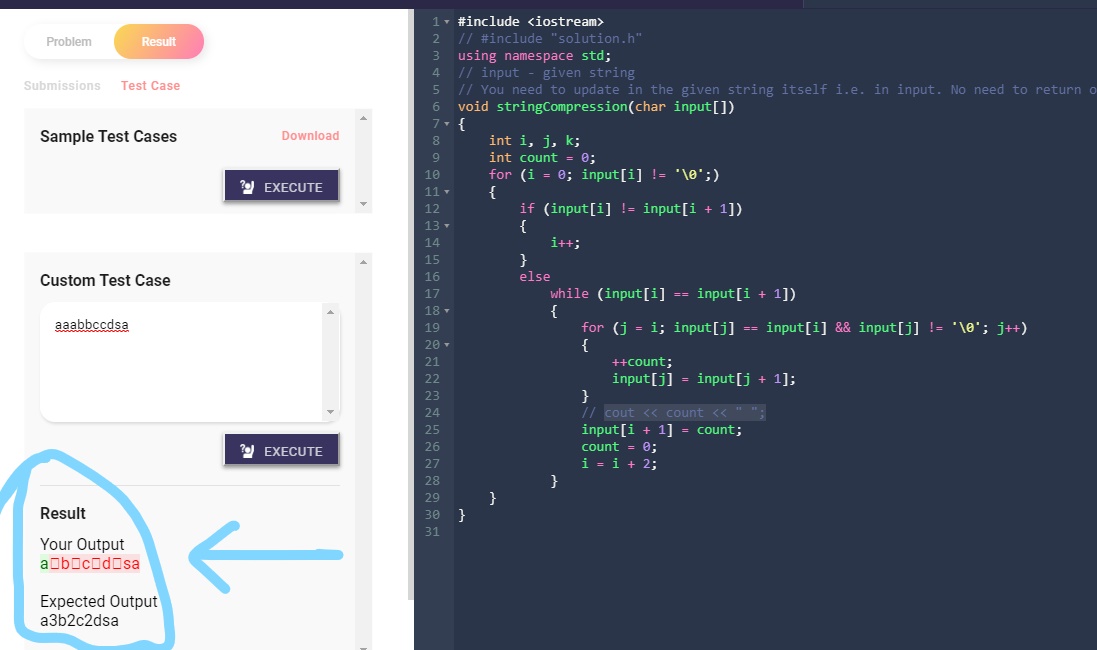 Problem Result
Submissions Test Case
Sample Test Cases Download
EXECUTE
Custom Test Case
aaabbccdsa
EXECUTE
Result
Your Output
a□b□c□d□sa
Expected Output
a3b2c2dsa
1 #include <iostream>
2 // #include "solution.h"
3 using namespace std;
4 // input - given string
5 // You need to update in the given string itself i.e. in input. No need to return o
6 void stringCompression(char input[])
7 {
8 int i, j, k;
9 int count = 0;
10 for (i = 0; input[i] != '\0';)
11 {
12 if (input[i] != input[i + 1])
13 {
14 i++;
15 }
16 else
17 while (input[i] == input[i + 1])
18 {
19 for (j = i; input[j] == input[i] && input[j] != '\0'; j++)
20 {
21 ++count;
22 input[j] = input[j + 1];
23 }
24 // cout << count << " ";
25 input[i + 1] = count;
26 count = 0;
27 i = i + 2;
28 }
29 }
30 }
31